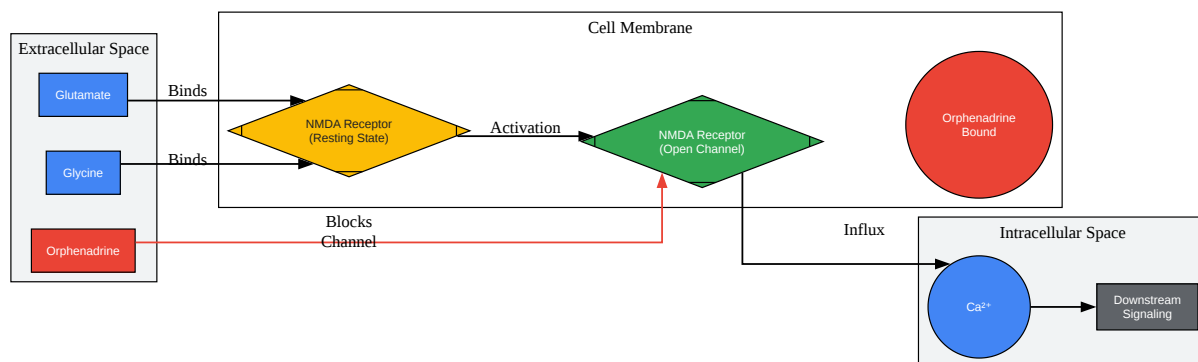 Cell Membrane
Extracellular Space
Glutamate
Binds
NMDA Receptor
(Resting State)
Activation
NMDA Receptor
(Open Channel)
Orphenadrine
Bound
Glycine
Binds
Orphenadrine
Blocks
Channel
Influx
Intracellular Space
Ca²⁺
Downstream
Signaling